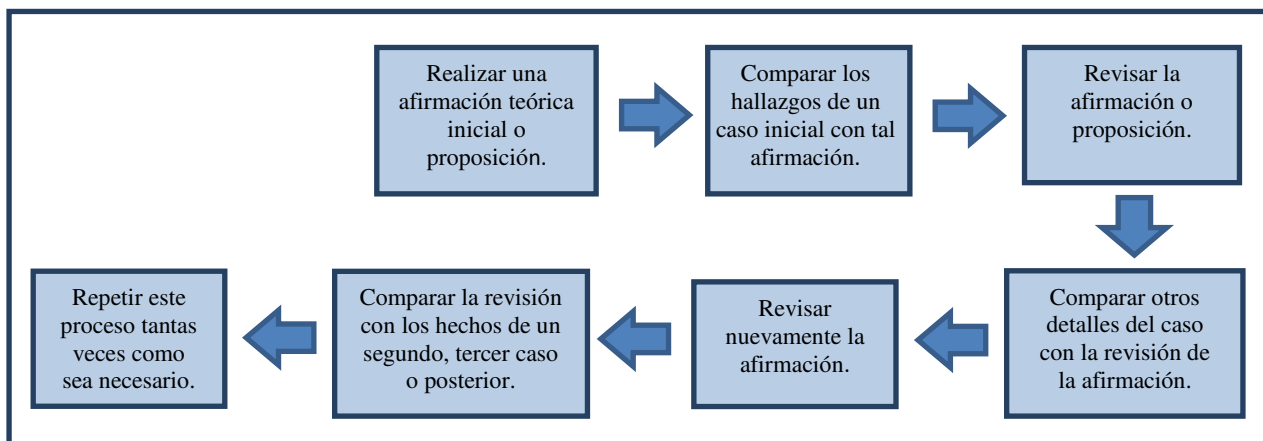 Realizar una
afirmación teórica
inicial o
proposición.
Comparar los
hallazgos de un
caso inicial con tal
afirmación.
Revisar la
afirmación o
proposición.
Comparar otros
detalles del caso
con la revisión de
la afirmación.
Revisar
nuevamente la
afirmación.
Comparar la revisión
con los hechos de un
segundo, tercer caso
o posterior.
Repetir este
proceso tantas
veces como
sea necesario.